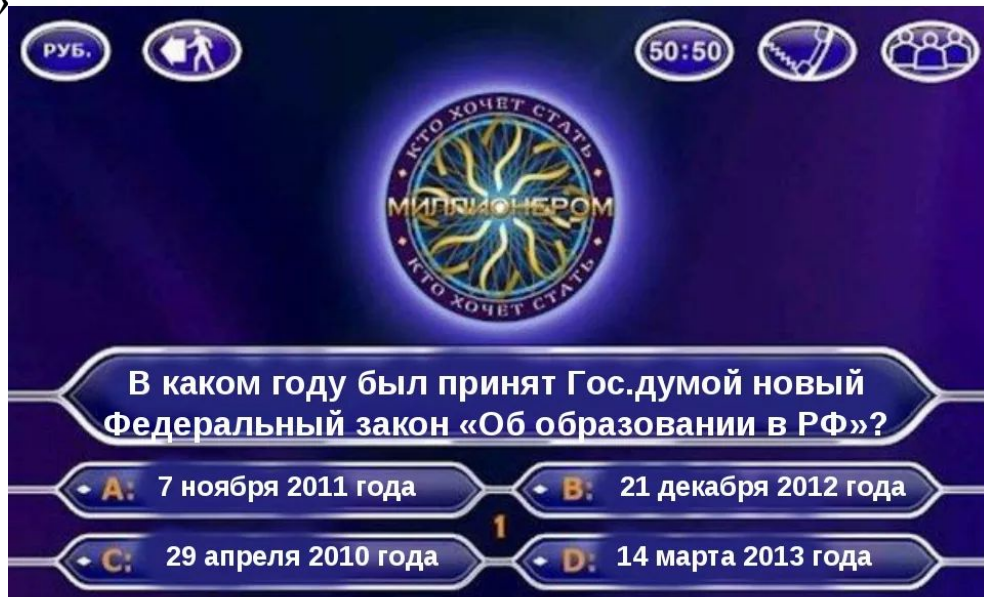 »
РУБ.
50:50
КТО ХОЧЕТ СТАТЬ
МИЛЛИОНЕРОМ
КТО ХОЧЕТ СТАТЬ
В каком году был принят Гос.думой новый
Федеральный закон «Об образовании в РФ»?
A: 7 ноября 2011 года
B: 21 декабря 2012 года
1
C: 29 апреля 2010 года
D: 14 марта 2013 года